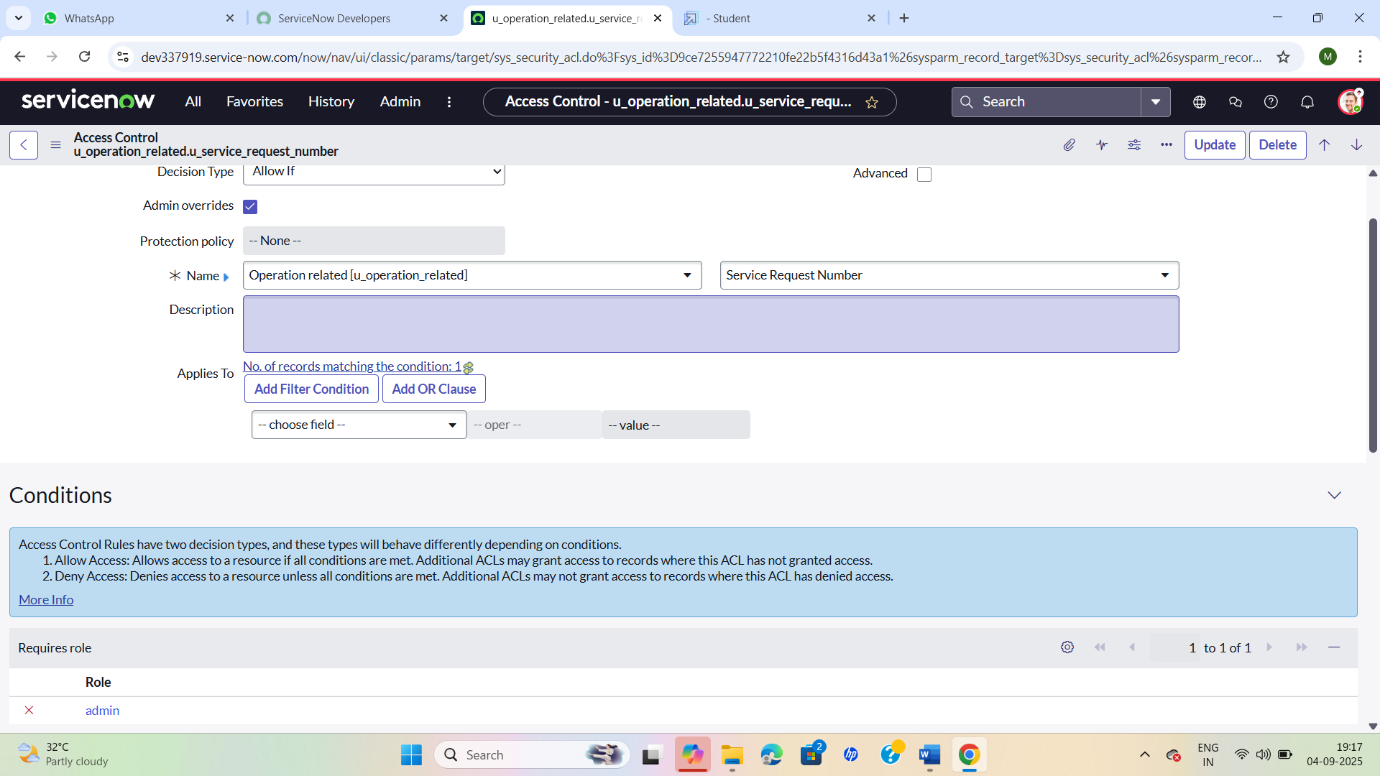 WhatsApp
ServiceNow Developers
u_operation_related.u_service_r
- Student
dev337919.service-now.com/now/nav/ui/classic/params/target/sys_security_acl.do%3Fsys_id%3D9ce7255947772210fe22b5f4316d43a1%26sysparm_record_target%3Dsys_security_acl%26sysparm_recor...
M
servicenow
All
Favorites
History
Admin
Access Control - u_operation_related.u_service_requ...
Search
Access Control
u_operation_related.u_service_request_number
Update
Delete
Decision Type
Allow If
Advanced
Admin overrides
Protection policy
-- None --
Name
Operation related [u_operation_related]
Service Request Number
Description
Applies To
No. of records matching the condition: 1
Add Filter Condition
Add OR Clause
-- choose field --
-- oper --
-- value --
Conditions
Access Control Rules have two decision types, and these types will behave differently depending on conditions.
1. Allow Access: Allows access to a resource if all conditions are met. Additional ACLs may grant access to records where this ACL has not granted access.
2. Deny Access: Denies access to a resource unless all conditions are met. Additional ACLs may not grant access to records where this ACL has denied access.
More Info
Requires role
1 to 1 of 1
Role
admin
32°C
Partly cloudy
Search
2
ENG
IN
19:17
04-09-2025